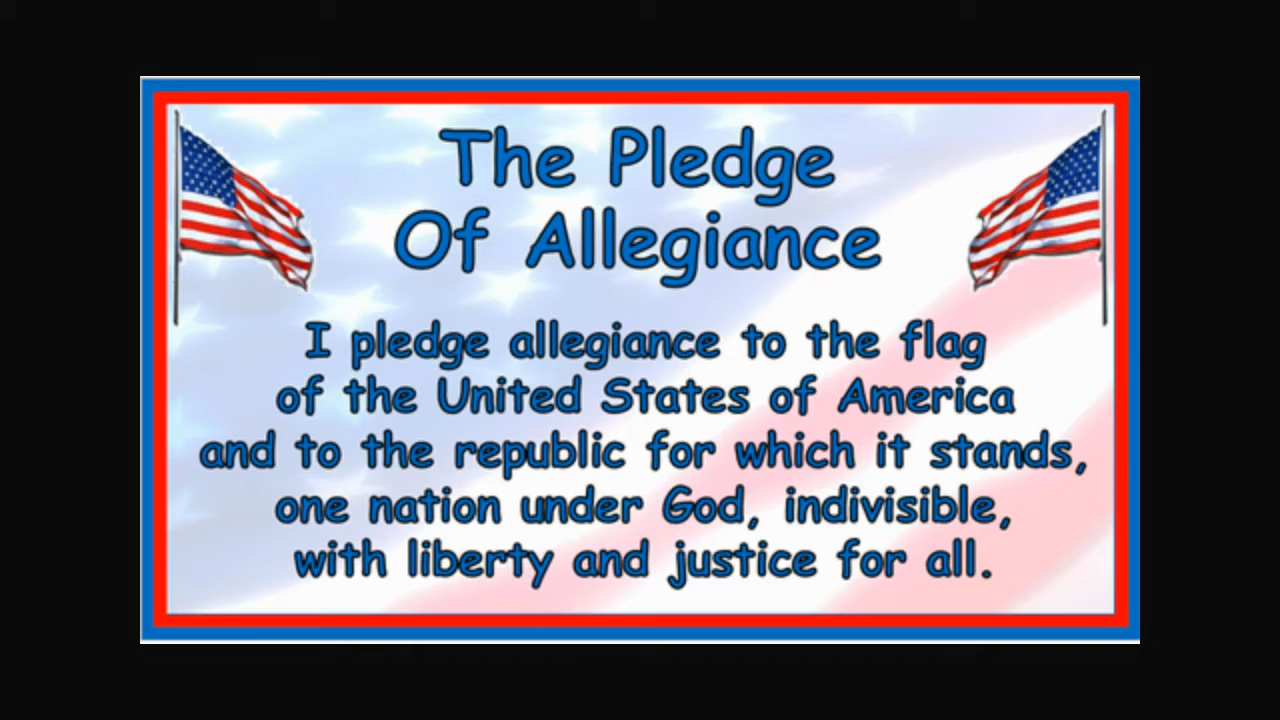 The Pledge
Of Allegiance
I pledge allegiance to the flag
of the United States of America
and to the republic for which it stands,
one nation under God, indivisible,
with liberty and justice for all.